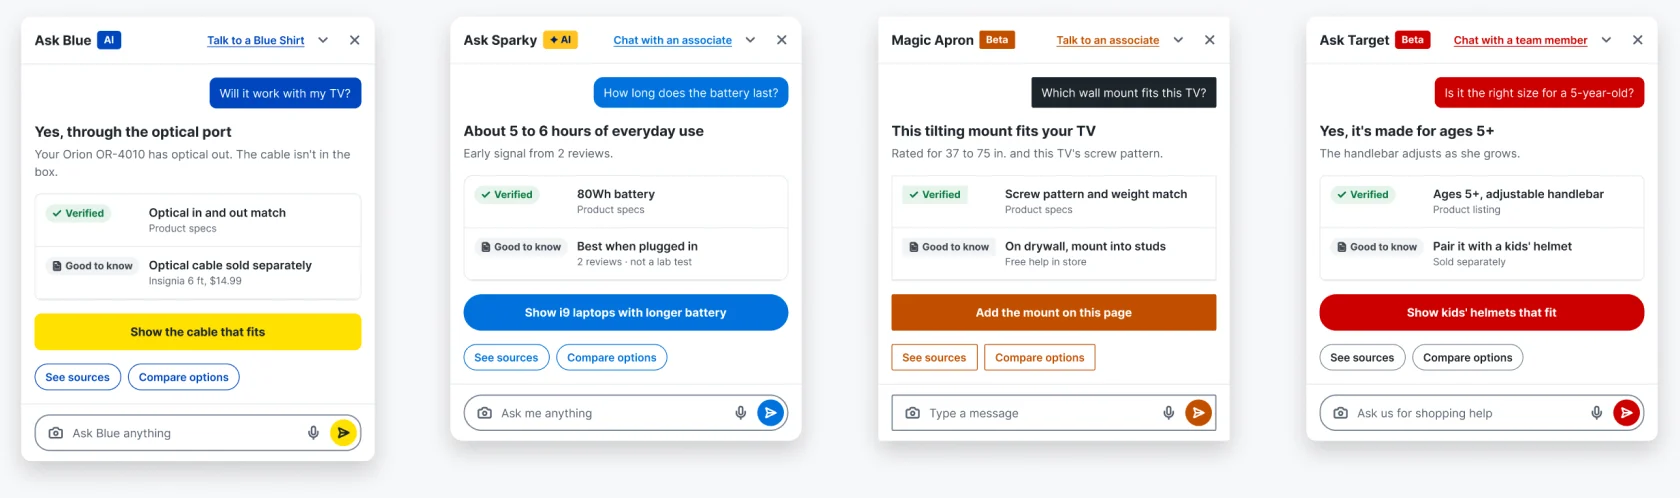 Ask Blue AI Talk to a Blue Shirt
Will it work with my TV?
Yes, through the optical port
Your Orion OR-4010 has optical out. The cable isn't in the
box.
Verified
Optical in and out match
Product specs
Good to know
Optical cable sold separately
Insignia 6 ft, $14.99
Show the cable that fits
See sources
Compare options
Ask Blue anything
Ask Sparky AI Chat with an associate
How long does the battery last?
About 5 to 6 hours of everyday use
Early signal from 2 reviews.
Verified
80Wh battery
Product specs
Good to know
Best when plugged in
2 reviews · not a lab test
Show i9 laptops with longer battery
See sources
Compare options
Ask me anything
Magic Apron Beta Talk to an associate
Which wall mount fits this TV?
This tilting mount fits your TV
Rated for 37 to 75 in. and this TV's screw pattern.
Verified
Screw pattern and weight match
Product specs
Good to know
On drywall, mount into studs
Free help in store
Add the mount on this page
See sources
Compare options
Type a message
Ask Target Beta Chat with a team member
Is it the right size for a 5-year-old?
Yes, it's made for ages 5+
The handlebar adjusts as she grows.
Verified
Ages 5+, adjustable handlebar
Product listing
Good to know
Pair it with a kids' helmet
Sold separately
Show kids' helmets that fit
See sources
Compare options
Ask us for shopping help